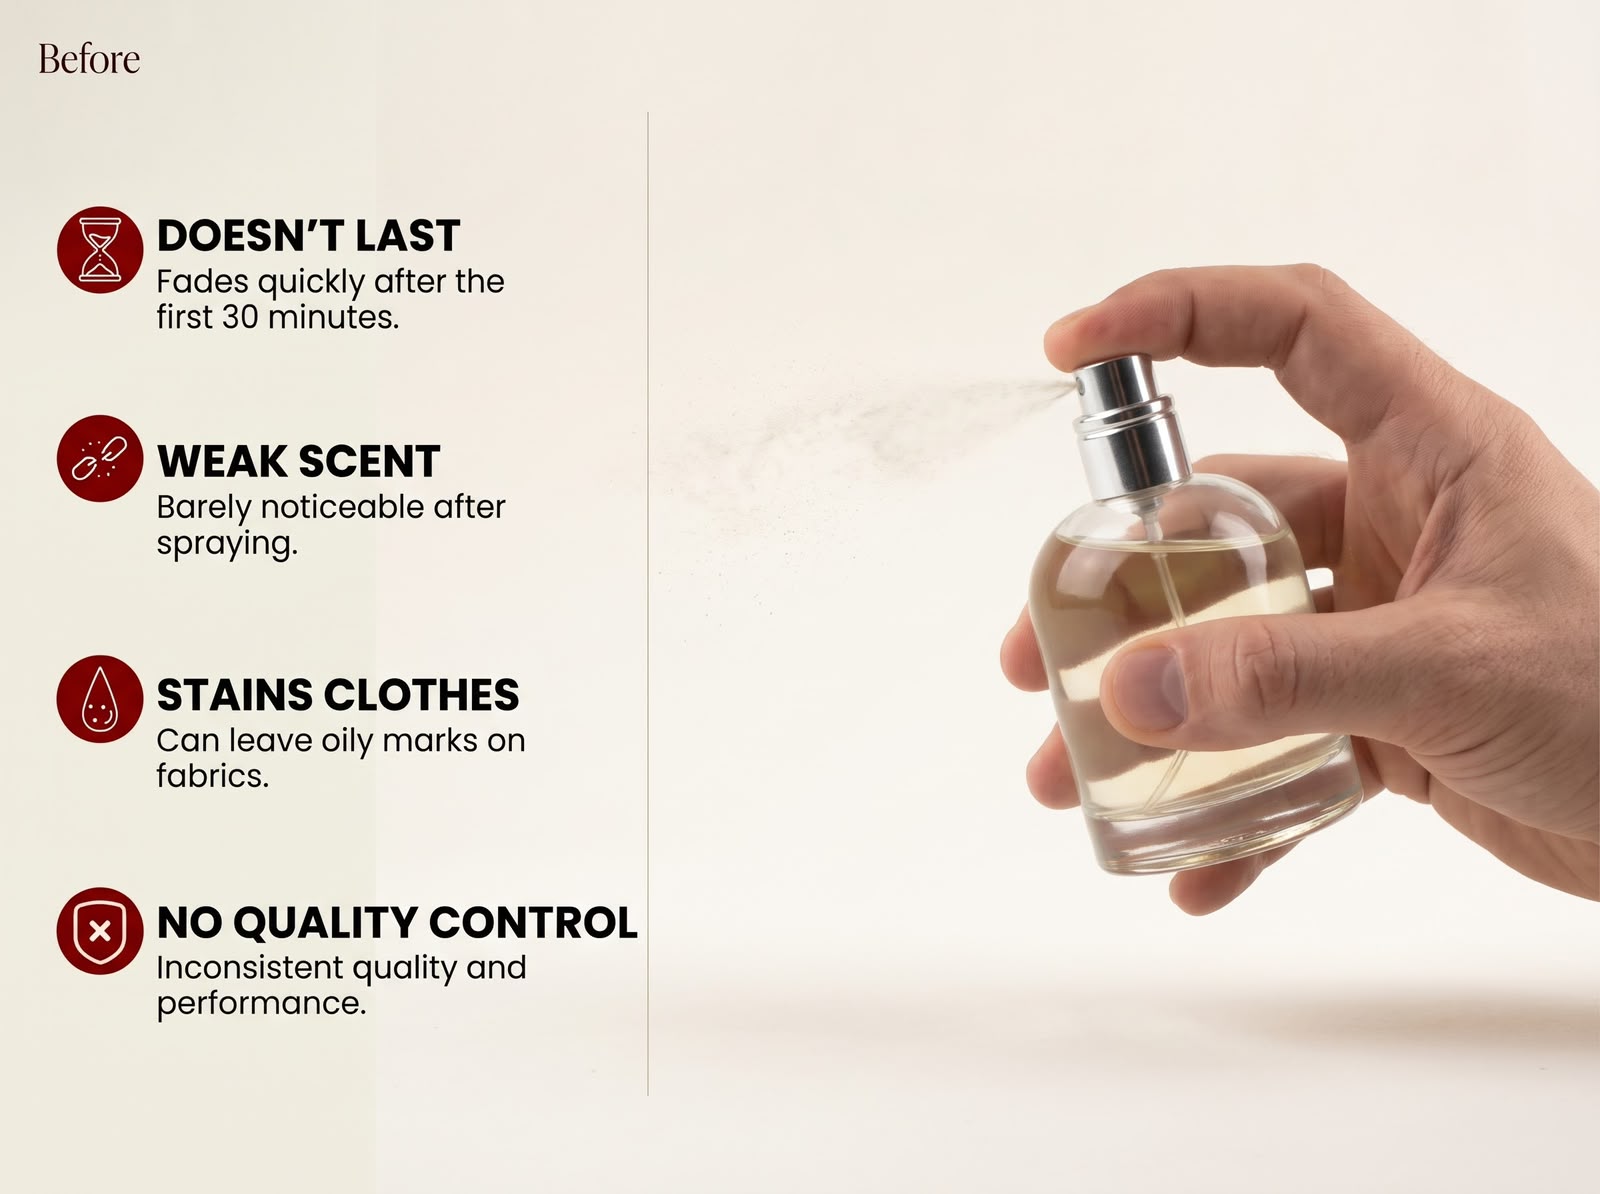 Before
DOESN’T LAST
Fades quickly after the
first 30 minutes.
WEAK SCENT
Barely noticeable after
spraying.
STAINS CLOTHES
Can leave oily marks on
fabrics.
NO QUALITY CONTROL
Inconsistent quality and
performance.